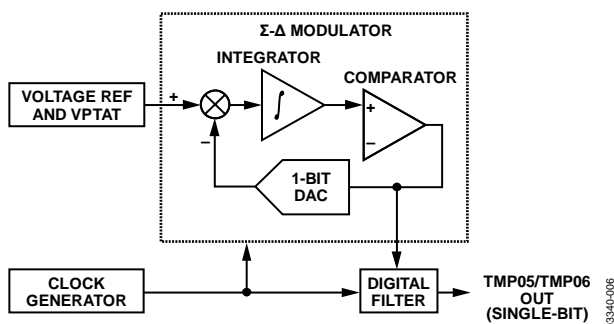 Σ-Δ MODULATOR
INTEGRATOR
COMPARATOR
VOLTAGE REF
AND VPTAT
+
−
∫
+
−
1-BIT
DAC
CLOCK
GENERATOR
DIGITAL
FILTER
TMP05/TMP06
OUT
(SINGLE-BIT)
3340-006